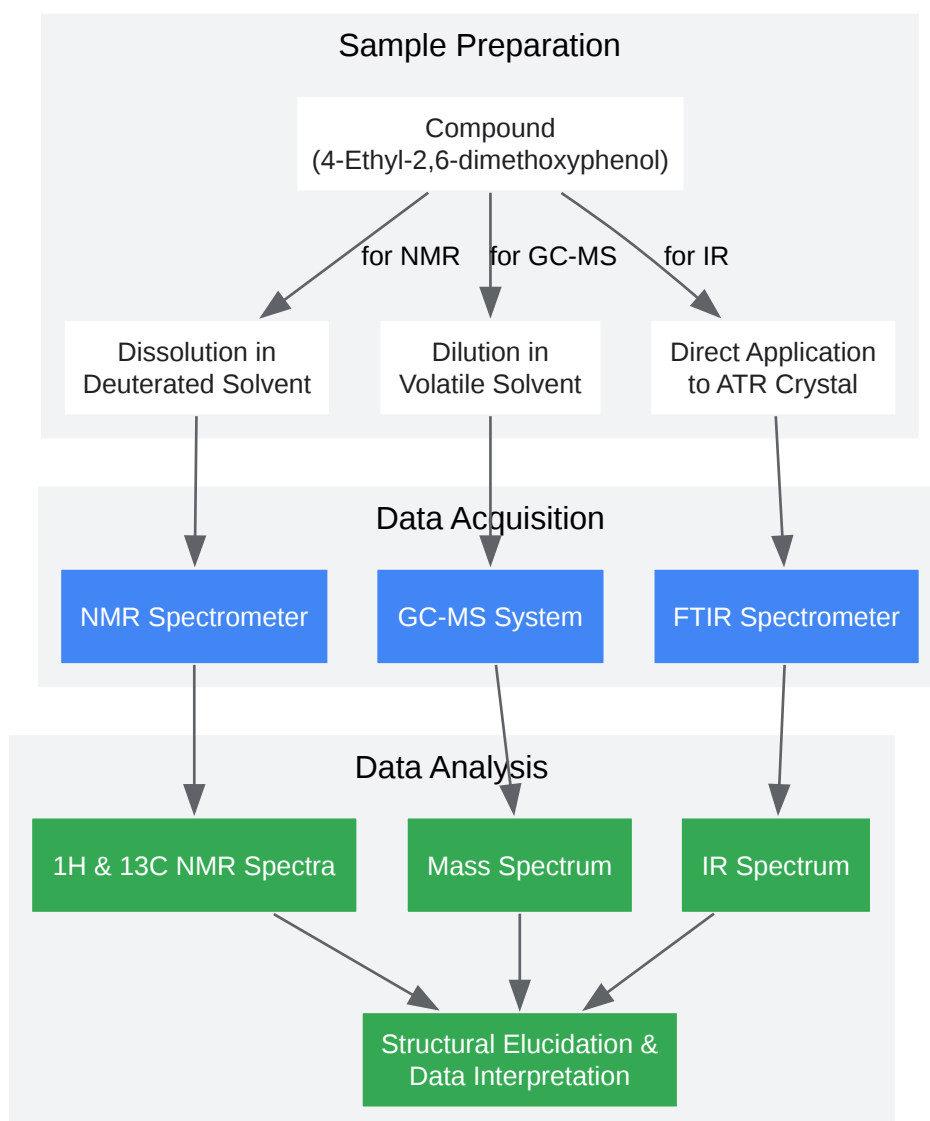 Sample Preparation
Compound
(4-Ethyl-2,6-dimethoxyphenol)
for NMR
for GC-MS
for IR
Dissolution in
Deuterated Solvent
Dilution in
Volatile Solvent
Direct Application
to ATR Crystal
Data Acquisition
NMR Spectrometer
GC-MS System
FTIR Spectrometer
Data Analysis
1H & 13C NMR Spectra
Mass Spectrum
IR Spectrum
Structural Elucidation &
Data Interpretation